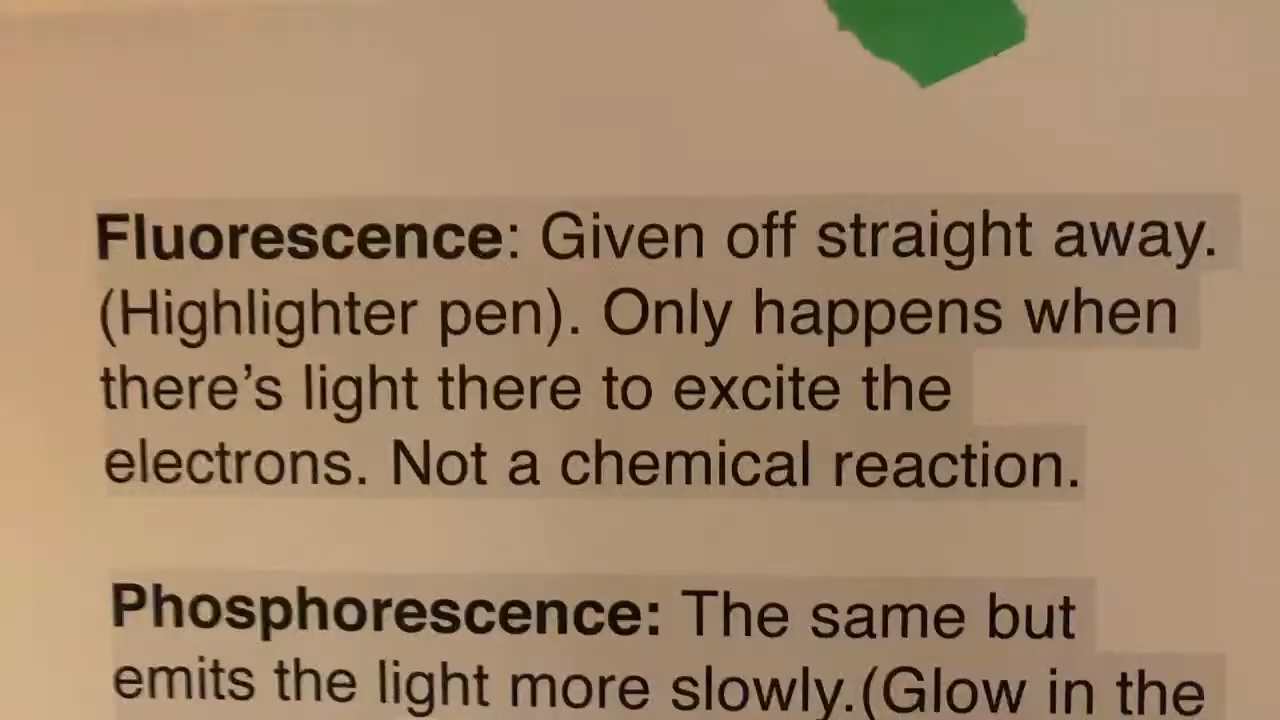 Fluorescence: Given off straight away.
(Highlighter pen). Only happens when
there’s light there to excite the
electrons. Not a chemical reaction.
Phosphorescence: The same but
emits the light more slowly.(Glow in the